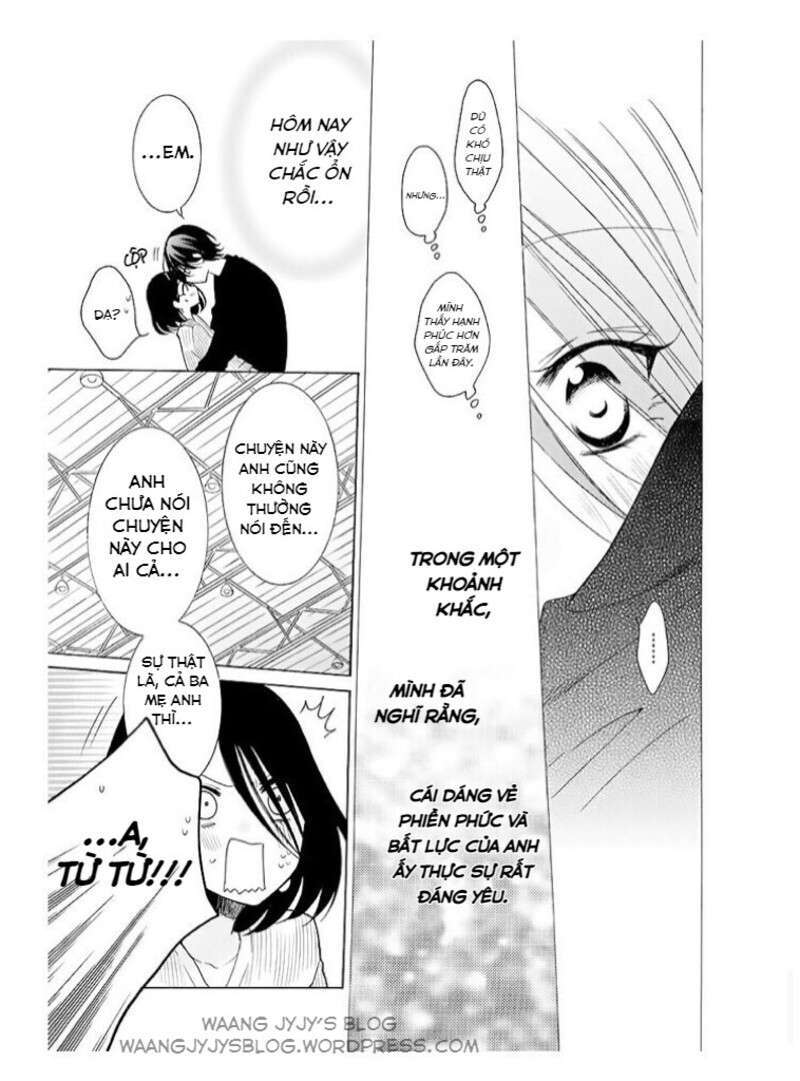 DÙ
CÓ
KHÓ
CHỊU
THẬT
NHƯNG...
MÌNH
THẤY HẠNH
PHÚC HƠN
GẤP TRĂM
LẦN ĐÂY.
........
TRONG MỘT
KHOẢNH
KHẮC,
MÌNH ĐÃ
NGHĨ RẰNG,
CÁI DÁNG VẺ
PHIỀN PHỨC VÀ
BẤT LỰC CỦA ANH
ẤY THỰC SỰ RẤT
ĐÁNG YÊU.
HÔM NAY
NHƯ VẬY
CHẮC ỔN
RỒI...
...EM.
CỘP
DẠ?
CHUYỆN NÀY
ANH CŨNG
KHÔNG
THƯỜNG
NÓI ĐẾN...
ANH
CHƯA NÓI
CHUYỆN
NÀY CHO
AI CẢ...
SỰ THẬT
LÀ, CẢ BA
MẸ ANH
THÌ...
...A,
TỪ TỪ!!!
WAANG JYJY'S BLOG
WAANGJYJYSBLOG.WORDPRESS.COM